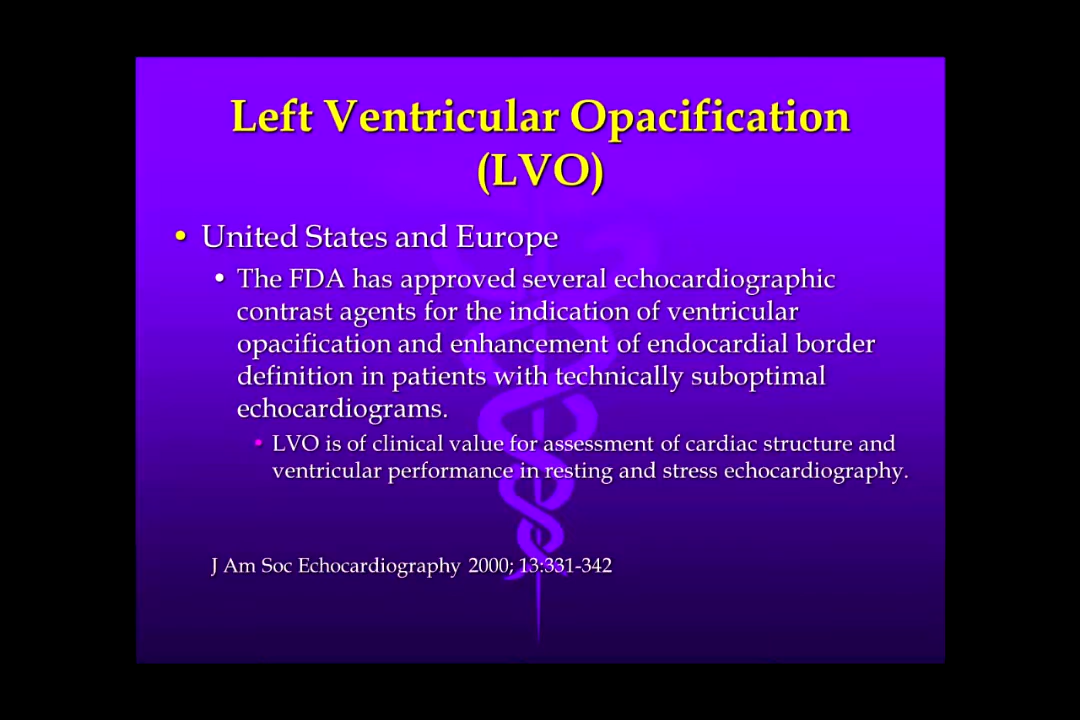 Left Ventricular Opacification
(LVO)
• United States and Europe
• The FDA has approved several echocardiographic
contrast agents for the indication of ventricular
opacification and enhancement of endocardial border
definition in patients with technically suboptimal
echocardiograms.
• LVO is of clinical value for assessment of cardiac structure and
ventricular performance in resting and stress echocardiography.
J Am Soc Echocardiography 2000; 13:331-342